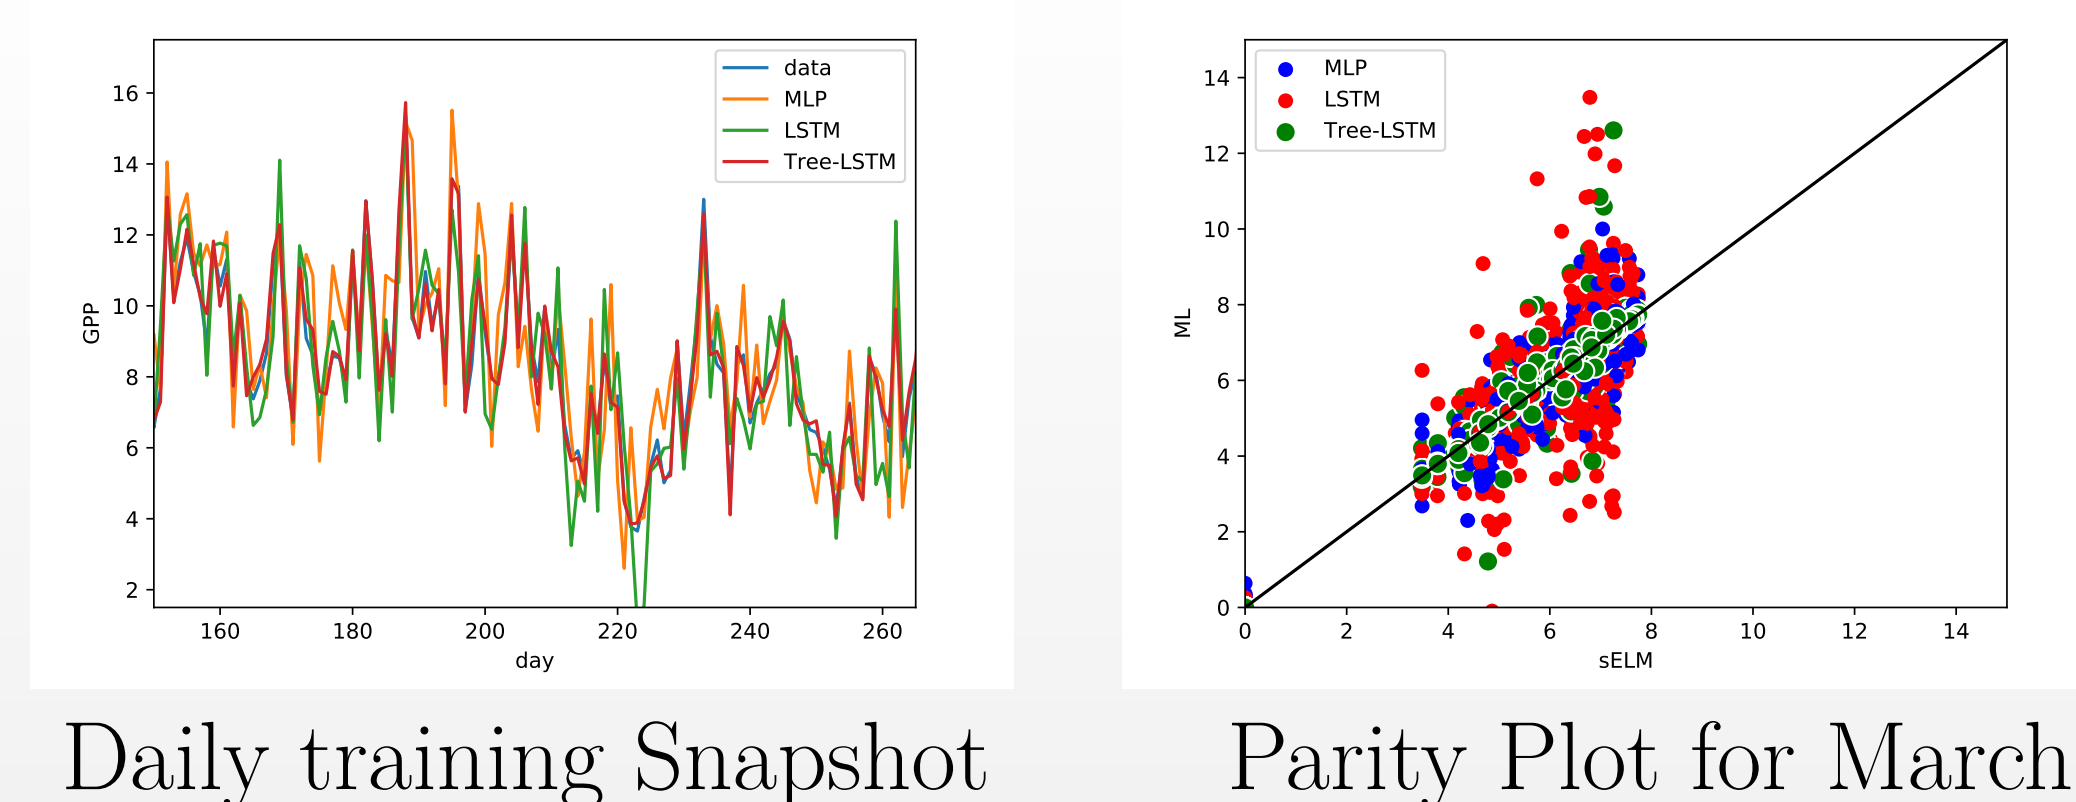 data
MLP
LSTM
Tree-LSTM
16
14
12
10
8
6
4
2
GPP
160 180 200 220 240 260
day
Daily training Snapshot
MLP
LSTM
Tree-LSTM
14
12
10
8
6
4
2
0
ML
0 2 4 6 8 10 12 14
sELM
Parity Plot for March